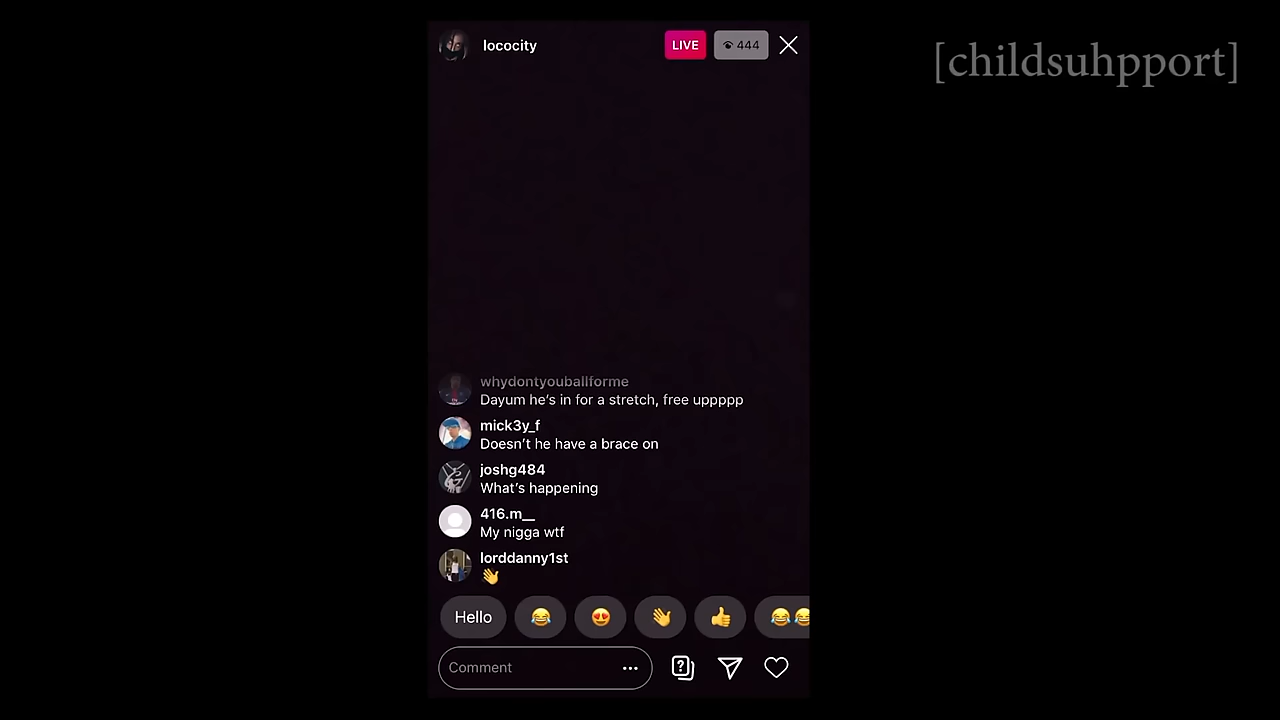 lococity
LIVE
444
[childsuhpport]
whydontyouballforme
Dayum he's in for a stretch, free uppppp
mick3y_f
Doesn't he have a brace on
joshg484
What's happening
416.m__
My nigga wtf
lorddanny1st
👋
Hello 😂 😍 👋 👍 😂😂
Comment